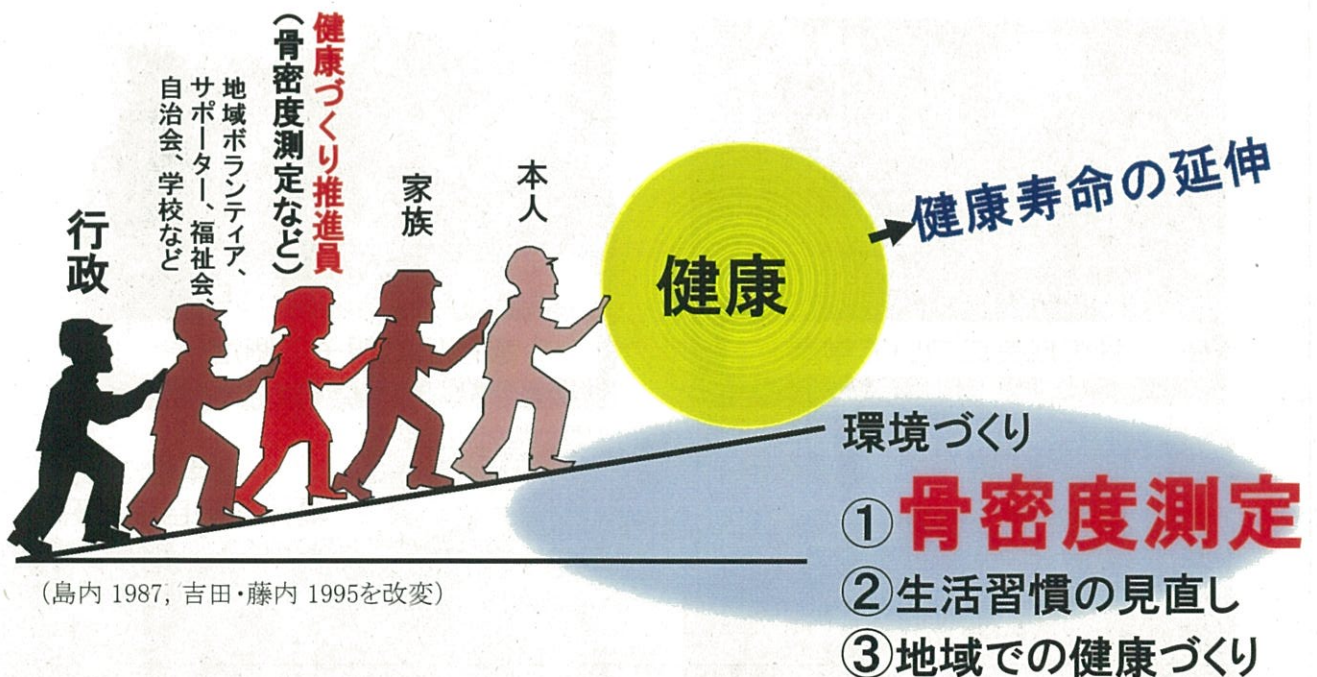 健康づくり推進員
（骨密度測定など）
地域ボランティア、
サポーター、福祉会、
自治会、学校など
行政
家族
本人
健康
健康寿命の延伸
環境づくり
①骨密度測定
②生活習慣の見直し
③地域での健康づくり
（島内 1987, 吉田・藤内 1995を改変）